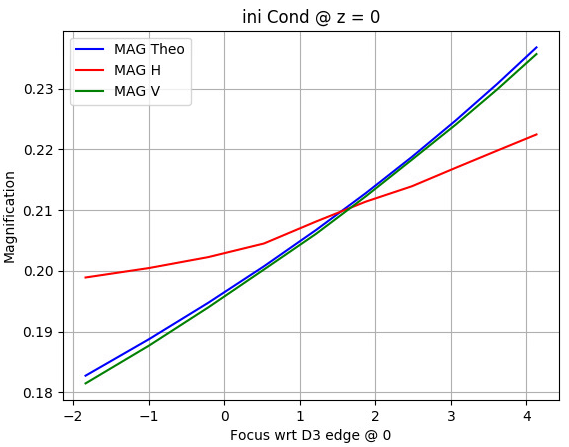 ini Cond @ z = 0
MAG Theo
MAG H
MAG V
Magnification
0.23
0.22
0.21
0.20
0.19
0.18
−2 −1 0 1 2 3 4
Focus wrt D3 edge @ 0